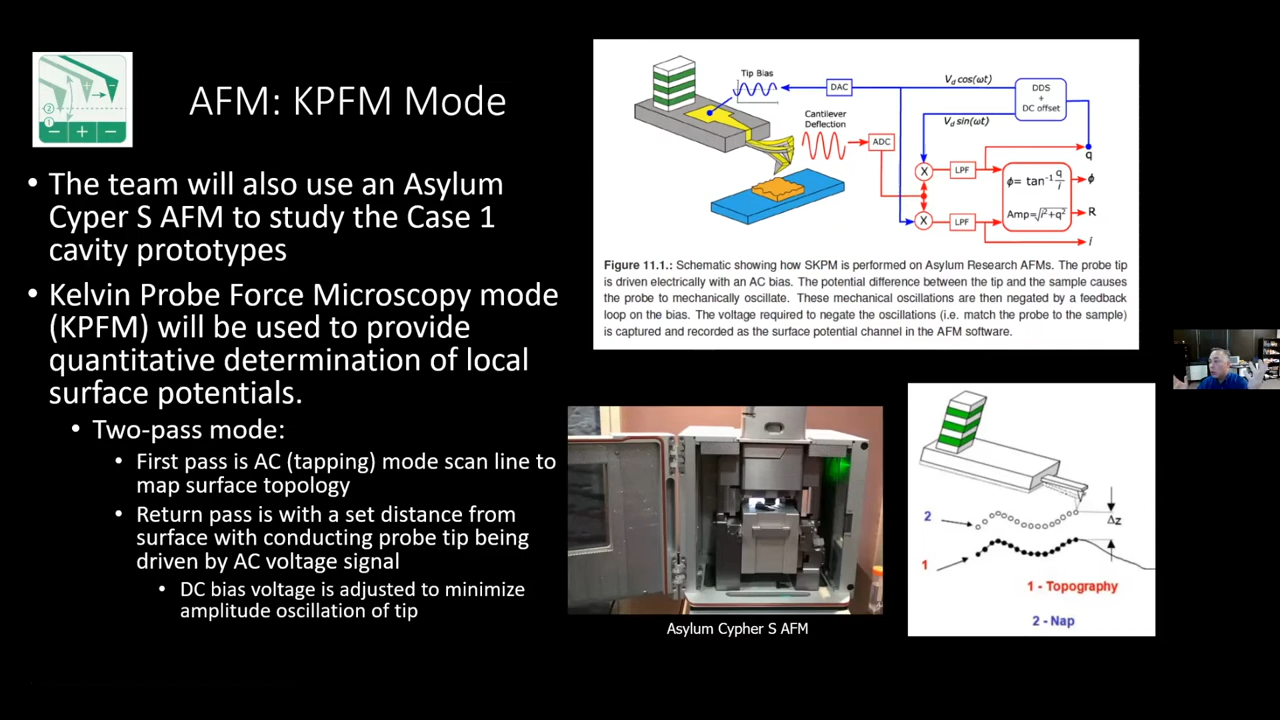 AFM: KPFM Mode
• The team will also use an Asylum
Cyper S AFM to study the Case 1
cavity prototypes
• Kelvin Probe Force Microscopy mode
(KPFM) will be used to provide
quantitative determination of local
surface potentials.
• Two-pass mode:
• First pass is AC (tapping) mode scan line to
map surface topology
• Return pass is with a set distance from
surface with conducting probe tip being
driven by AC voltage signal
• DC bias voltage is adjusted to minimize
amplitude oscillation of tip
2
1
− + −
Tip Bias
DAC
Vd cos(ωt)
DDS
+
DC offset
Cantilever
Deflection
ADC
Vd sin(ωt)
q
X
LPF
ϕ= tan⁻¹ q/i
ϕ
Amp=√i²+q²
R
X
LPF
i
Figure 11.1.: Schematic showing how SKPM is performed on Asylum Research AFMs. The probe tip
is driven electrically with an AC bias. The potential difference between the tip and the sample causes
the probe to mechanically oscillate. These mechanical oscillations are then negated by a feedback
loop on the bias. The voltage required to negate the oscillations (i.e. match the probe to the sample)
is captured and recorded as the surface potential channel in the AFM software.
Asylum Cypher S AFM
2
Δz
1
1 - Topography
2 - Nap